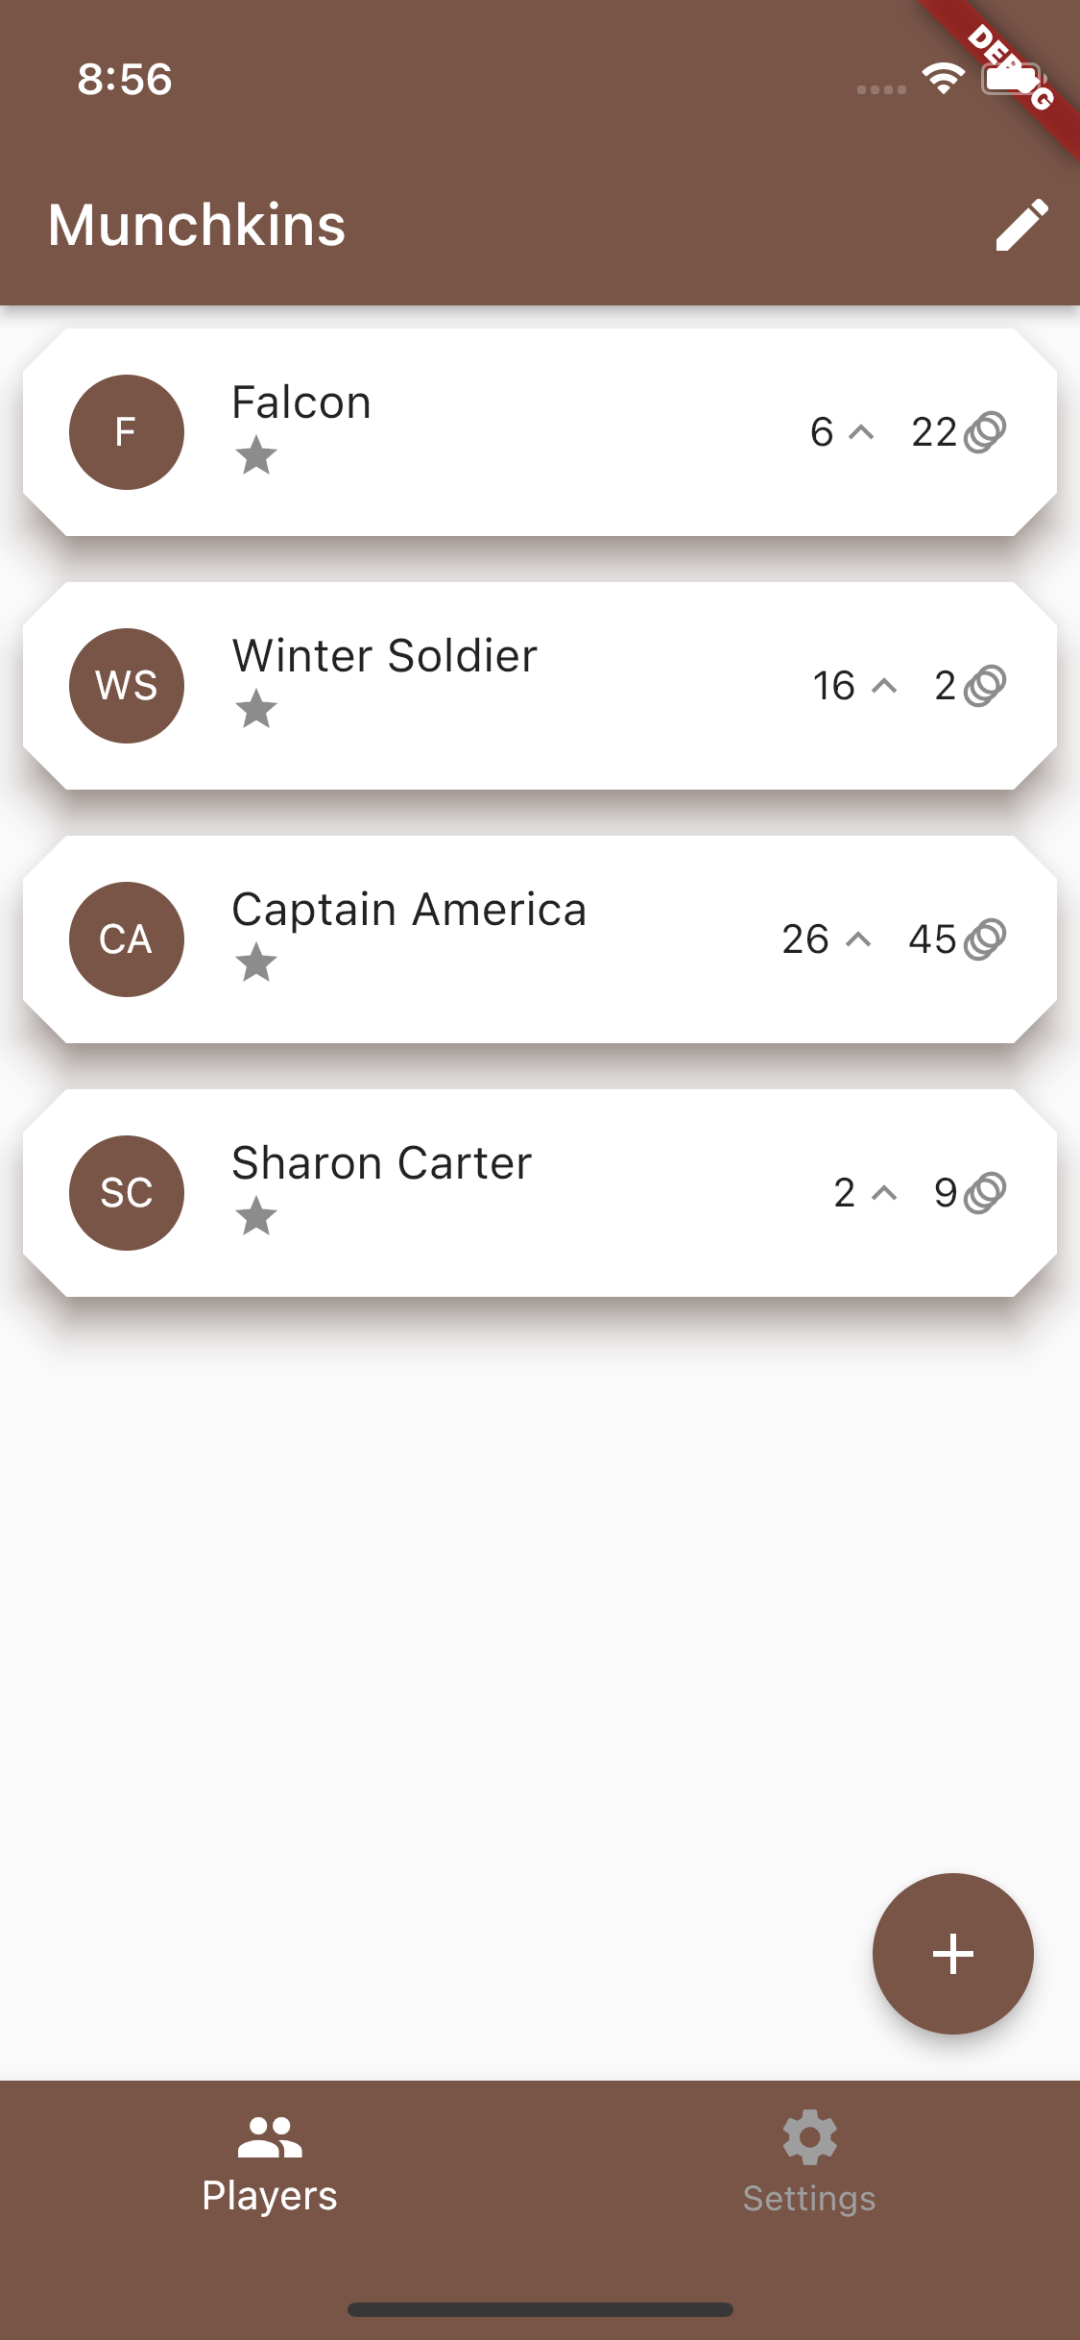 8:56
DEBUG
Munchkins
F
Falcon
6
22
WS
Winter Soldier
16
2
CA
Captain America
26
45
SC
Sharon Carter
2
9
Players
Settings